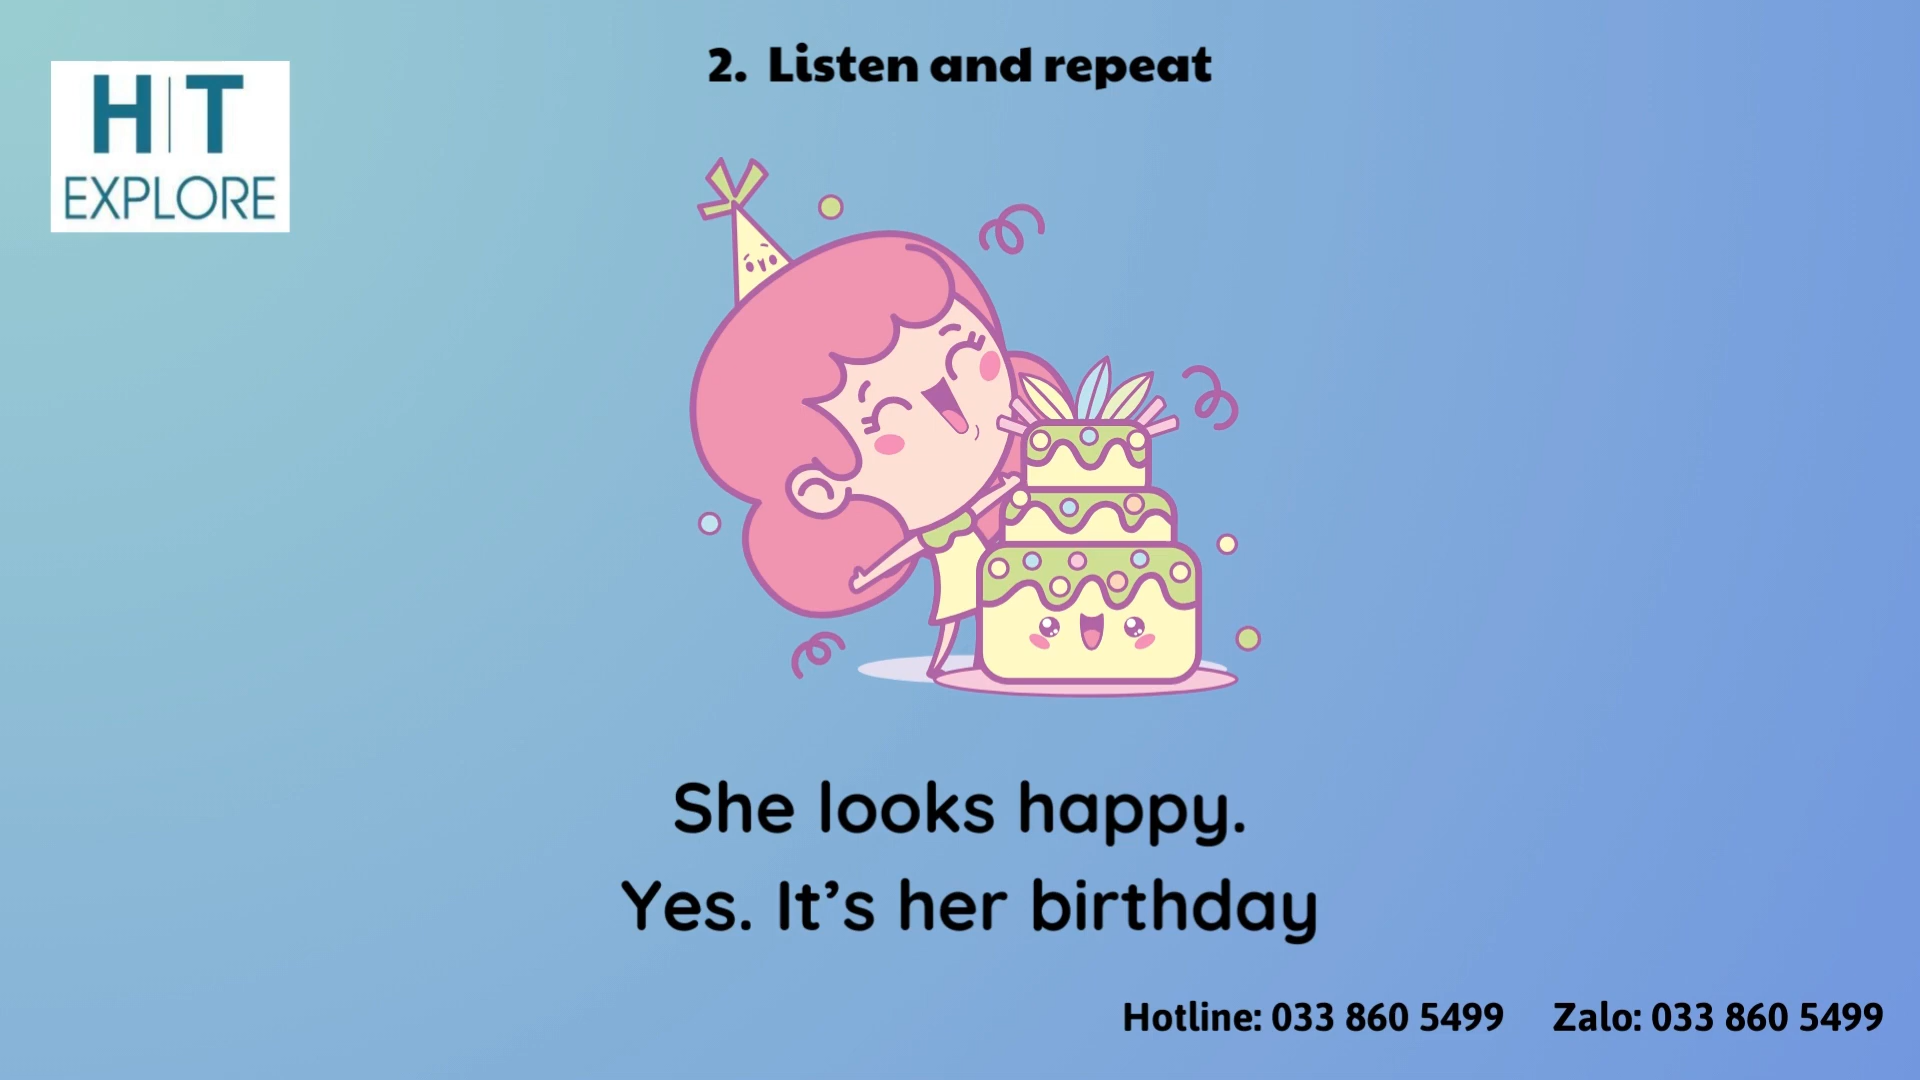 2. Listen and repeat
H|T
EXPLORE
She looks happy.
Yes. It’s her birthday
Hotline: 033 860 5499 Zalo: 033 860 5499